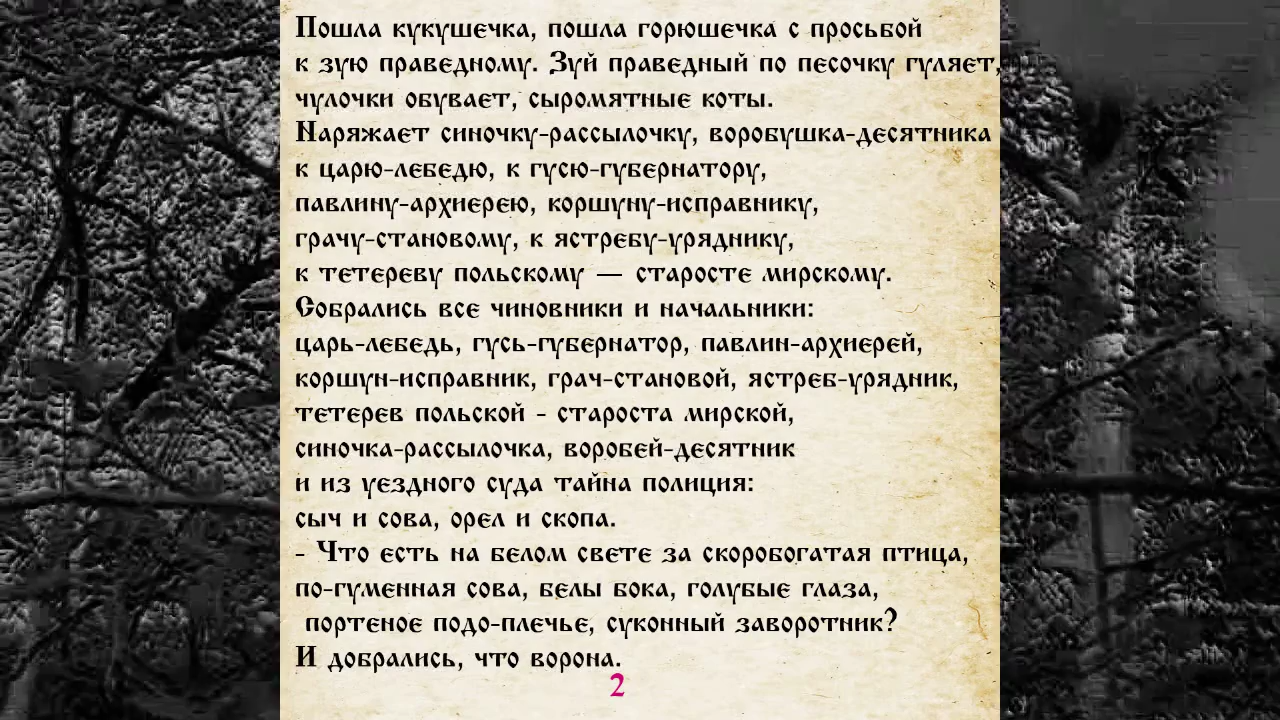 Пошла кукушечка, пошла горюшечка с просьбой
к зую праведному. Зуй праведный по песочку гуляет,
чулочки обувает, сыромятные коты.
Наряжает синочку-рассылочку, воробушка-десятника
к царю-лебедю, к гусю-губернатору,
павлину-архиерею, коршуну-исправнику,
грачу-становому, к ястребу-уряднику,
к тетереву польскому — старосте мирскому.
Собрались все чиновники и начальники:
царь-лебедь, гусь-губернатор, павлин-архиерей,
коршун-исправник, грач-становой, ястреб-урядник,
тетерев польской - староста мирской,
синочка-рассылочка, воробей-десятник
и из уездного суда тайна полиция:
сыч и сова, орел и скопа.
- Что есть на белом свете за скоробогатая птица,
по-гуменная сова, белы бока, голубые глаза,
портеное подо-плечье, суконный заворотник?
И добрались, что ворона.
2